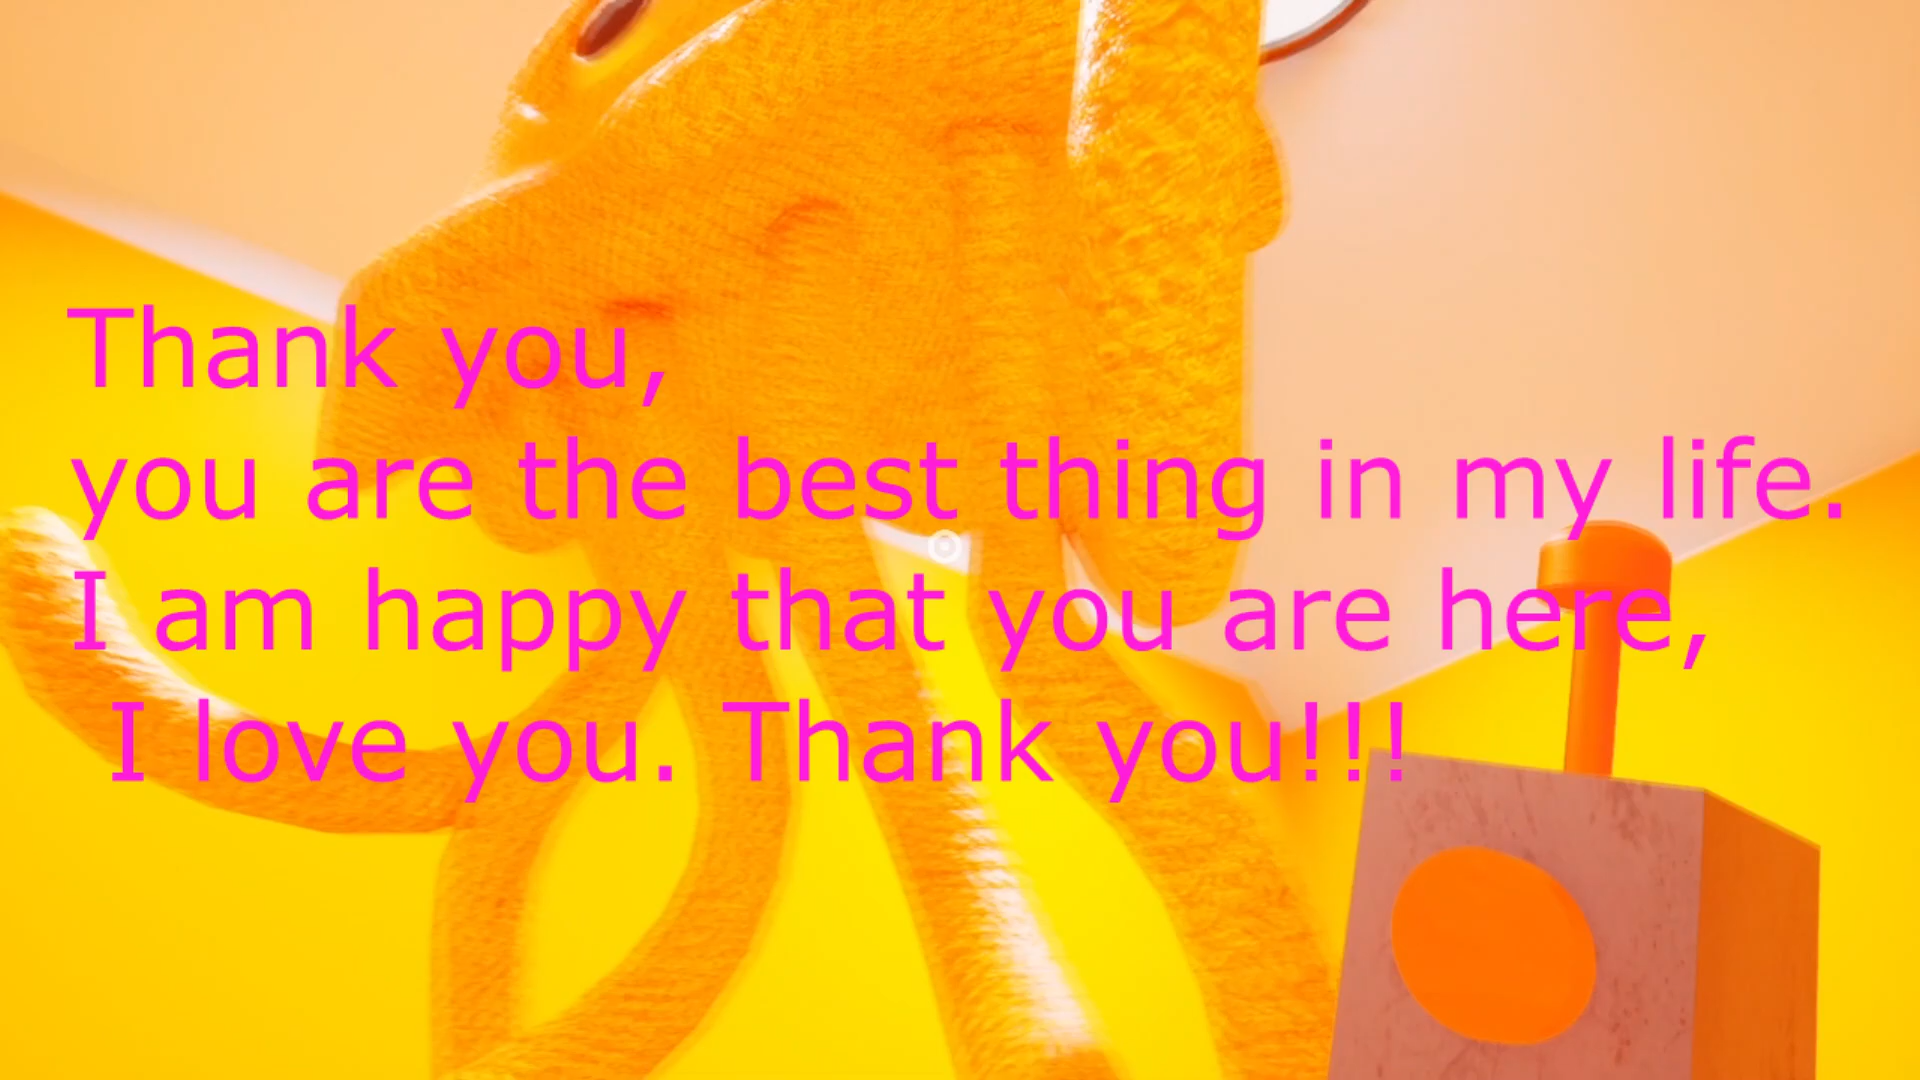 Thank you,
you are the best thing in my life.
I am happy that you are here,
I love you. Thank you!!!